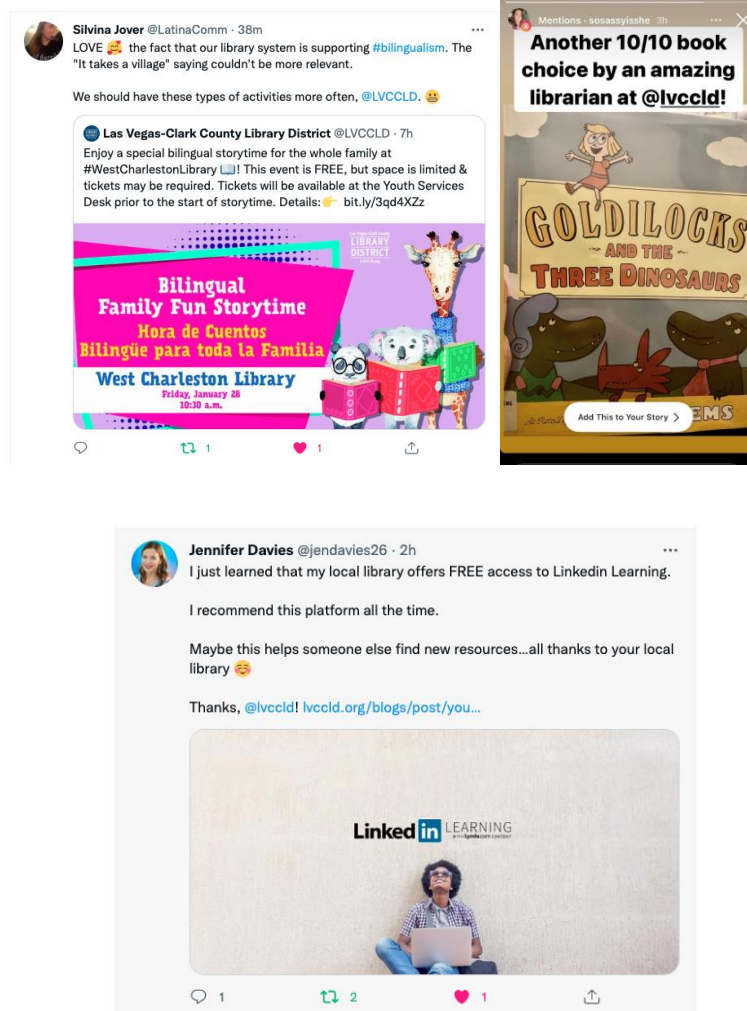 Silvina Jover @LatinaComm · 38m
LOVE 🥰 the fact that our library system is supporting #bilingualism. The
"It takes a village" saying couldn't be more relevant.
We should have these types of activities more often, @LVCCLD. 😬
Las Vegas-Clark County Library District @LVCCLD · 7h
Enjoy a special bilingual storytime for the whole family at
#WestCharlestonLibrary 📖! This event is FREE, but space is limited &
tickets may be required. Tickets will be available at the Youth Services
Desk prior to the start of storytime. Details:👉 bit.ly/3qd4XZz
LIBRARY
DISTRICT
Bilingual
Family Fun Storytime
Hora de Cuentos
Bilingüe para toda la Familia
West Charleston Library
Friday, January 28
10:30 a.m.
1
1
Mentions · sosassyisshe 3h
Another 10/10 book
choice by an amazing
librarian at @lvccld!
GOLDILOCKS
AND THE
THREE DINOSAURS
EMS
Add This to Your Story
Jennifer Davies @jendavies26 · 2h
I just learned that my local library offers FREE access to Linkedin Learning.
I recommend this platform all the time.
Maybe this helps someone else find new resources...all thanks to your local
library ☺️
Thanks, @lvccld! lvccld.org/blogs/post/you...
Linked in LEARNING
1
2
1